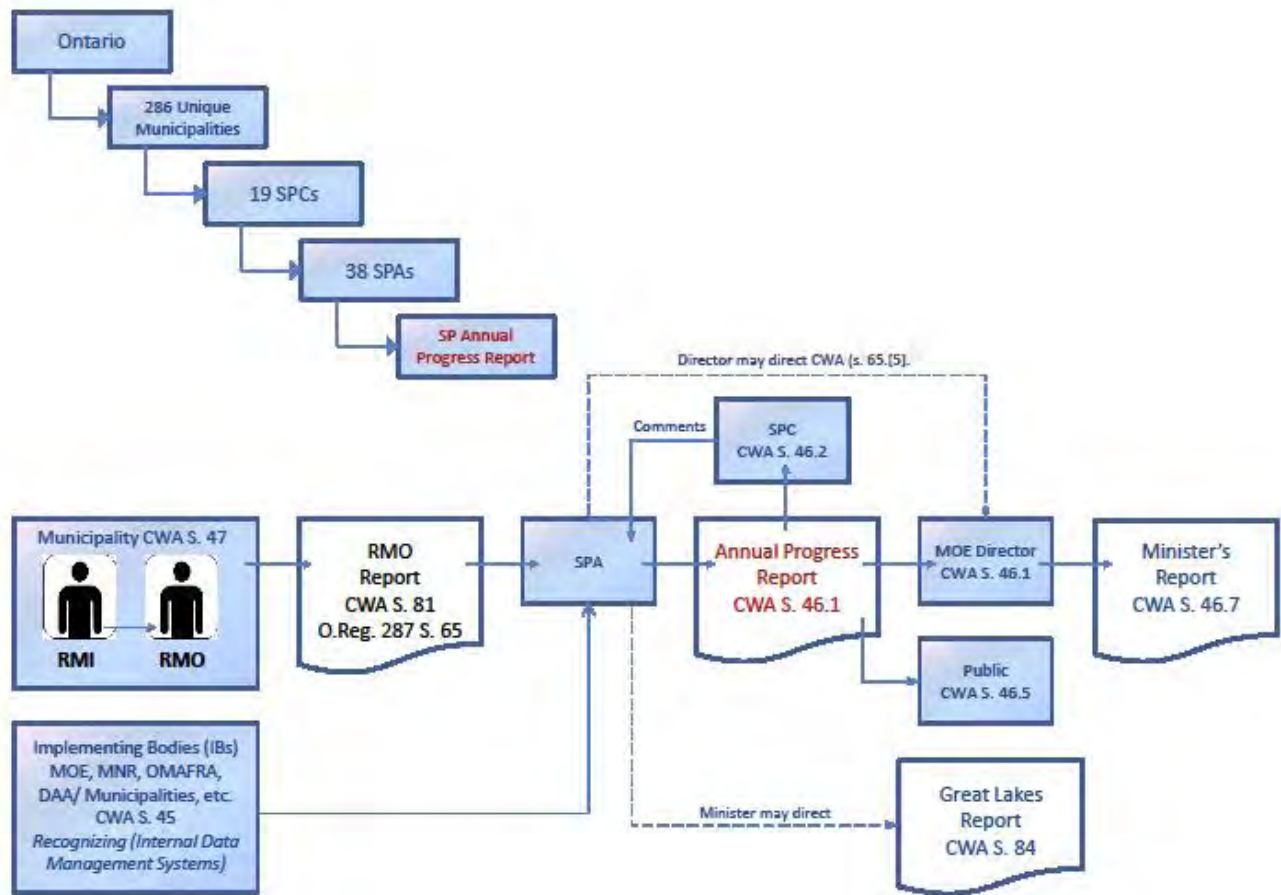 Ontario
286 Unique
Municipalities
19 SPCs
38 SPAs
SP Annual
Progress Report
Director may direct CWA (s. 65.[5].
Comments
SPC
CWA S. 46.2
Municipality CWA S. 47
RMI
RMO
RMO
Report
CWA S. 81
O.Reg. 287 S. 65
SPA
Annual Progress
Report
CWA S. 46.1
MOE Director
CWA S. 46.1
Minister's
Report
CWA S. 46.7
Public
CWA S. 46.5
Implementing Bodies (IBs)
MOE, MNR, OMAFRA,
DAA/ Municipalities, etc.
CWA S. 45
Recognizing (Internal Data
Management Systems)
Minister may direct
Great Lakes
Report
CWA S. 84